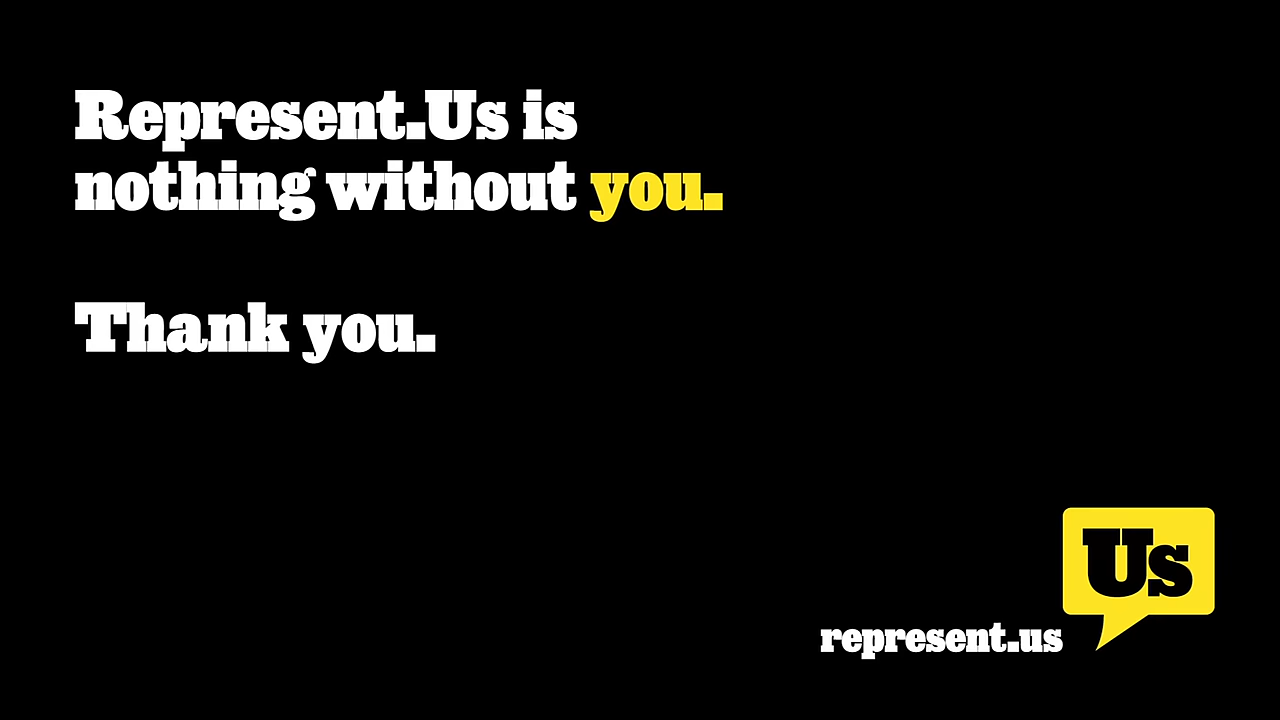 Represent.Us is
nothing without you.
Thank you.
Us
represent.us